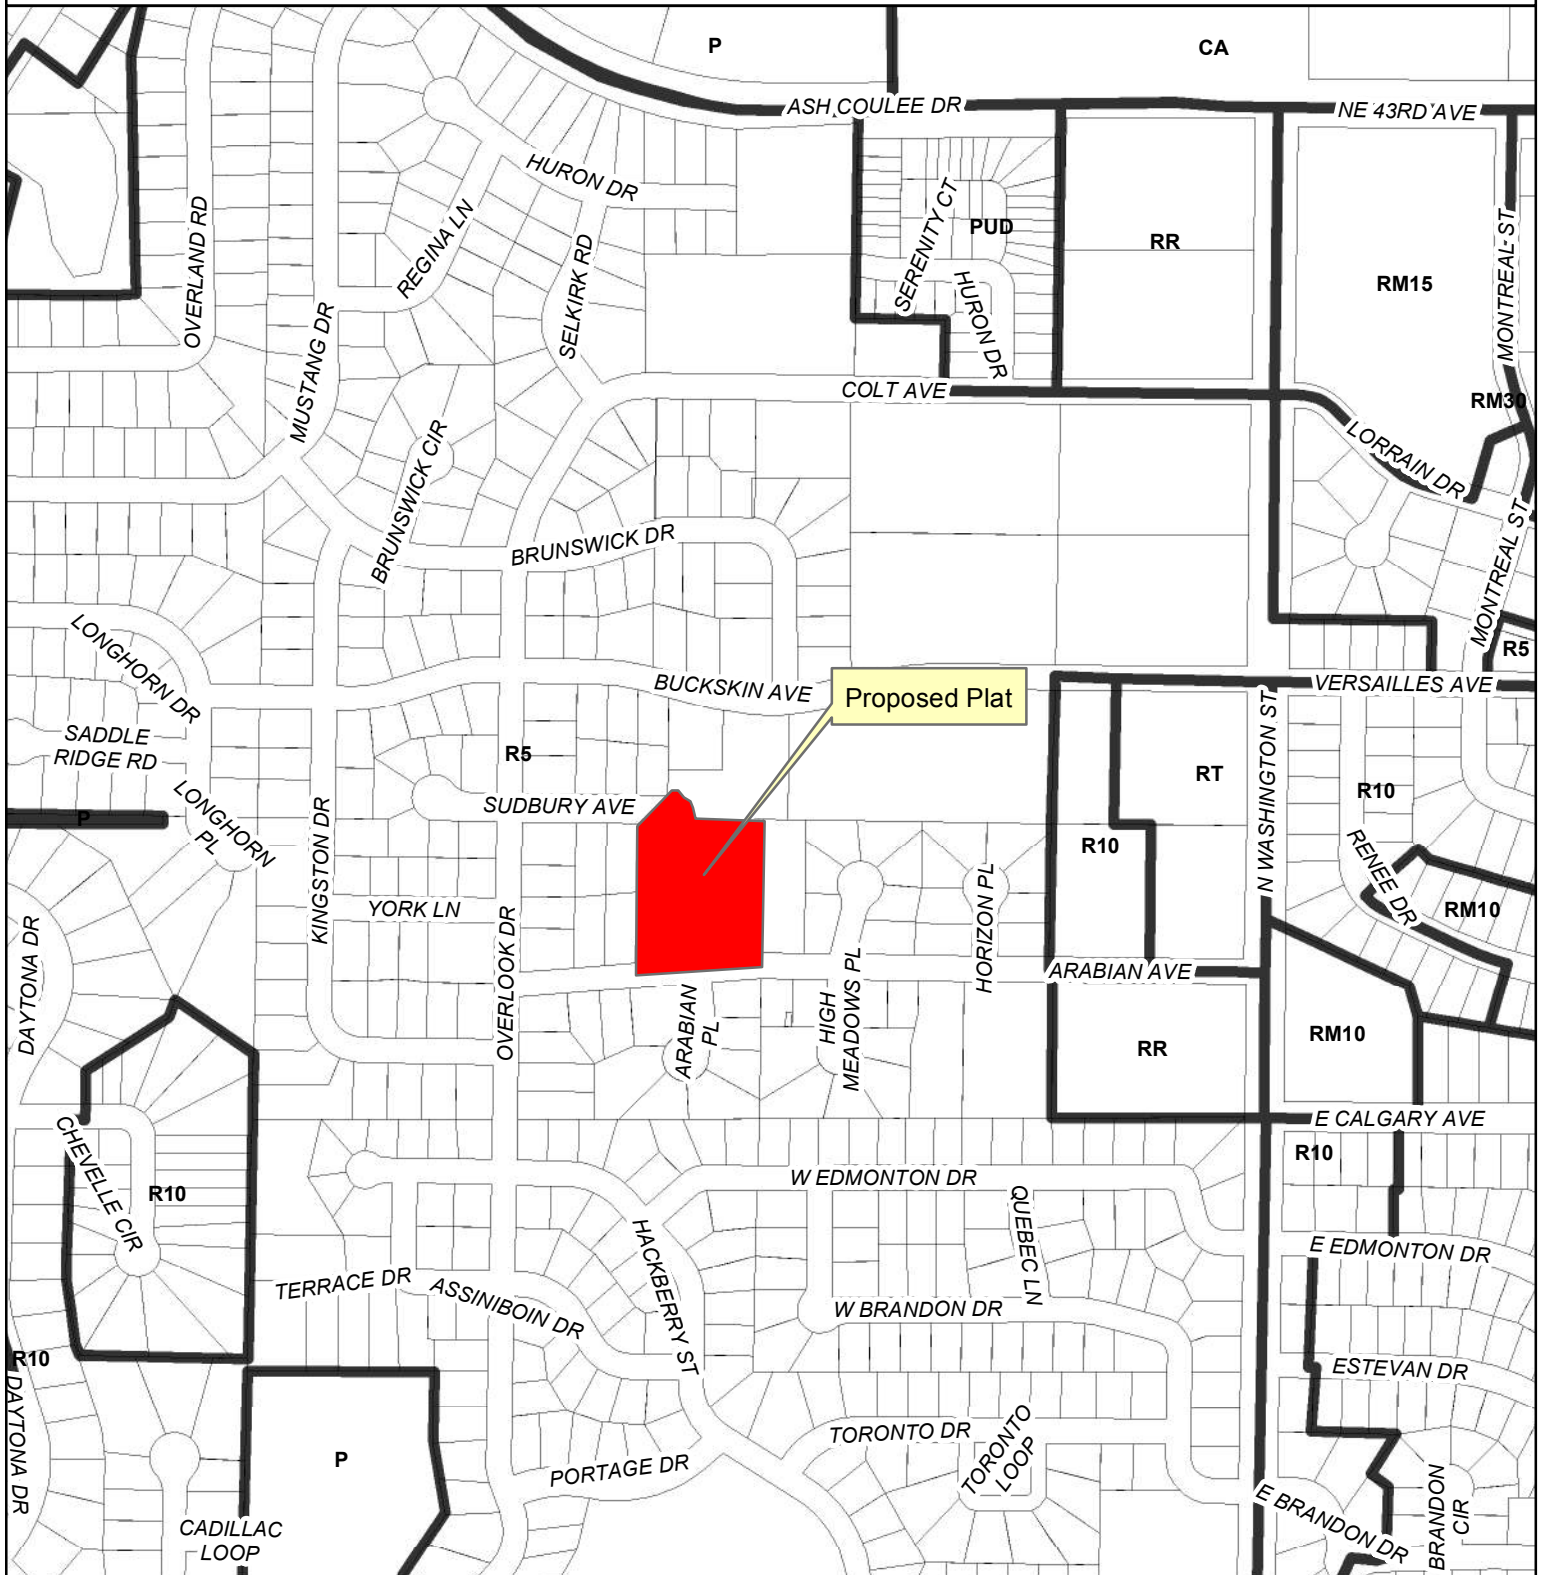 P
CA
ASH COULEE DR
NE 43RD AVE
HURON DR
OVERLAND RD
REGINA LN
SELKIRK RD
SERENITY CT
PUD
RR
RM15
MONTREAL ST
HURON DR
MUSTANG DR
COLT AVE
RM30
BRUNSWICK CIR
LORRAIN DR
BRUNSWICK DR
MONTREAL ST
LONGHORN DR
R5
BUCKSKIN AVE
Proposed Plat
VERSAILLES AVE
SADDLE
RIDGE RD
R5
RT
N WASHINGTON ST
R10
P
LONGHORN
PL
SUDBURY AVE
KINGSTON DR
R10
RENEE DR
YORK LN
OVERLOOK DR
HORIZON PL
RM10
DAYTONA DR
ARABIAN AVE
ARABIAN
PL
HIGH
MEADOWS PL
RR
RM10
CHEVELLE CIR
E CALGARY AVE
R10
W EDMONTON DR
R10
QUEBEC LN
HACKBERRY ST
E EDMONTON DR
TERRACE DR
ASSINIBOIN DR
W BRANDON DR
R10
ESTEVAN DR
DAYTONA DR
P
TORONTO DR
TORONTO
LOOP
PORTAGE DR
E BRANDON DR
BRANDON
CIR
CADILLAC
LOOP